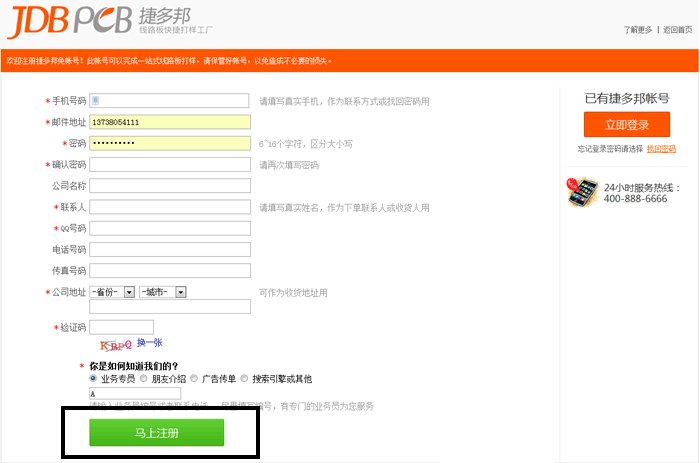 JDB PCB 捷多邦
线路板快捷打样工厂
了解更多 | 返回首页
欢迎注册捷多邦免帐号！此帐号可以完成一站式线路板打样，请保管好帐号，以免造成不必要的损失。
* 手机号码 请填写真实手机，作为联系方式或找回密码用
* 邮件地址 13738054111
* 密码 •••••••••• 6~16个字符，区分大小写
* 确认密码 请再次填写密码
公司名称
* 联系人 请填写真实姓名，作为下单联系人或收货人用
* QQ号码
电话号码
传真号码
* 公司地址 -省份- -城市- 可作为收货地址用
* 验证码
换一张
* 你是如何知道我们的？
业务专员 朋友介绍 广告传单 搜索引擎或其他
A
请输入业务员编号或者联系电话，尽量填写编号，有专门的业务员为您服务
马上注册
已有捷多邦帐号
立即登录
忘记登录密码请选择 找回密码
24小时服务热线：
400-888-6666